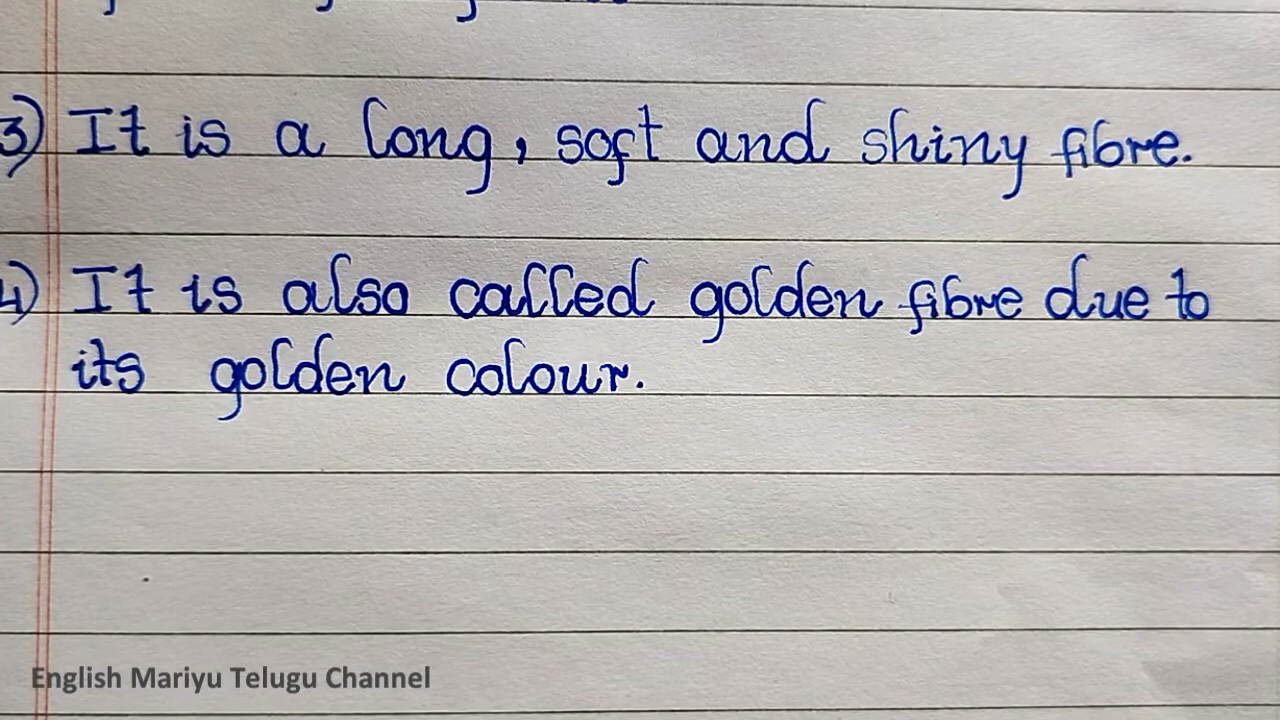 3) It is a long, soft and shiny fibre.
4) It is also called golden fibre due to
its golden colour.
English Mariyu Telugu Channel